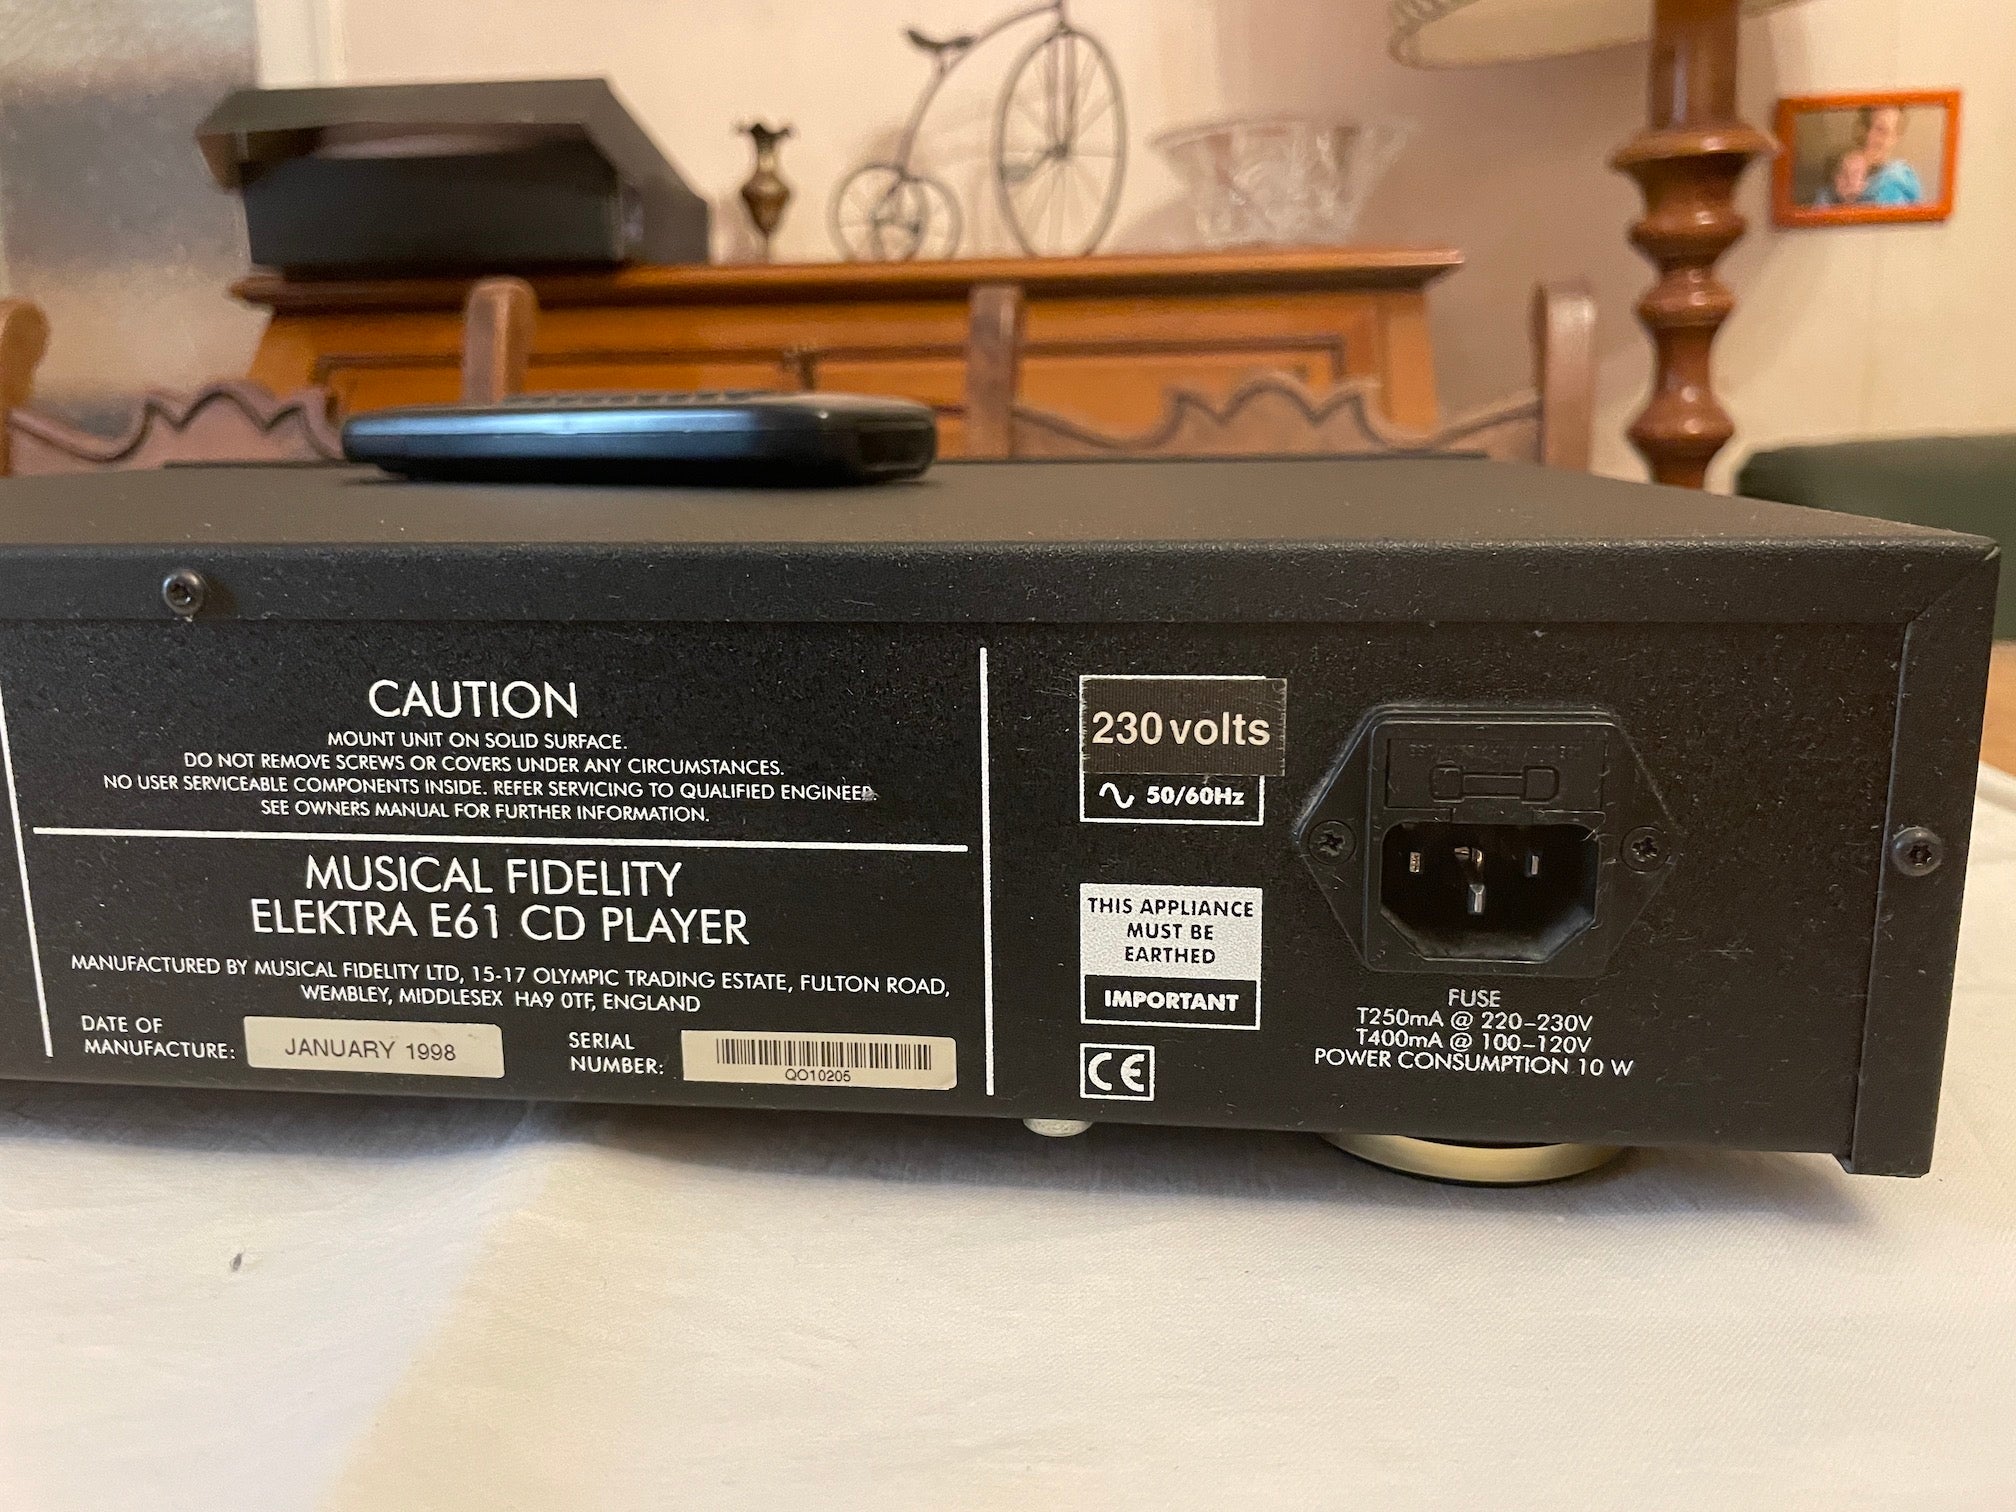 CAUTION
MOUNT UNIT ON SOLID SURFACE.
DO NOT REMOVE SCREWS OR COVERS UNDER ANY CIRCUMSTANCES.
NO USER SERVICEABLE COMPONENTS INSIDE. REFER SERVICING TO QUALIFIED ENGINEER.
SEE OWNERS MANUAL FOR FURTHER INFORMATION.
MUSICAL FIDELITY
ELEKTRA E61 CD PLAYER
MANUFACTURED BY MUSICAL FIDELITY LTD, 15-17 OLYMPIC TRADING ESTATE, FULTON ROAD,
WEMBLEY, MIDDLESEX HA9 0TF, ENGLAND
DATE OF
MANUFACTURE:
JANUARY 1998
SERIAL
NUMBER:
QO10205
230 volts
50/60Hz
THIS APPLIANCE
MUST BE
EARTHED
IMPORTANT
CE
FUSE
T250mA @ 220-230V
T400mA @ 100-120V
POWER CONSUMPTION 10 W